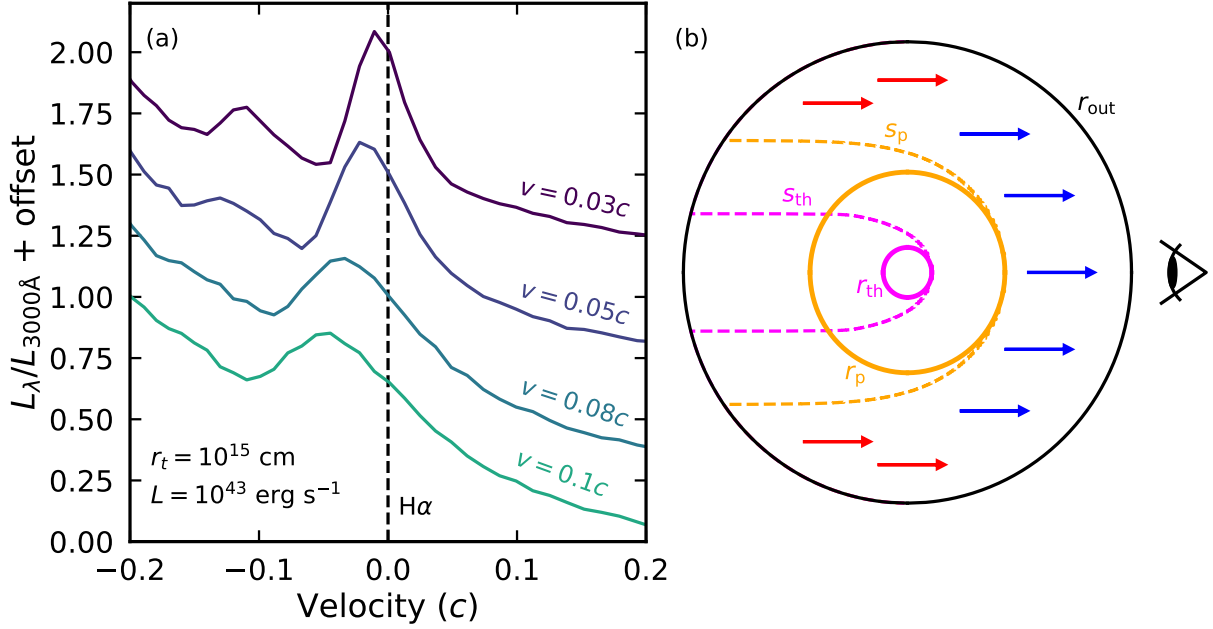 (a)
2.00
1.75
1.50
1.25
1.00
0.75
0.50
0.25
0.00
L_λ/L_3000Å + offset
v = 0.03c
v = 0.05c
v = 0.08c
v = 0.1c
r_t = 10^15 cm
L = 10^43 erg s^−1
Hα
−0.2
−0.1
0.0
0.1
0.2
Velocity (c)
(b)
r_out
s_p
s_th
r_th
r_p